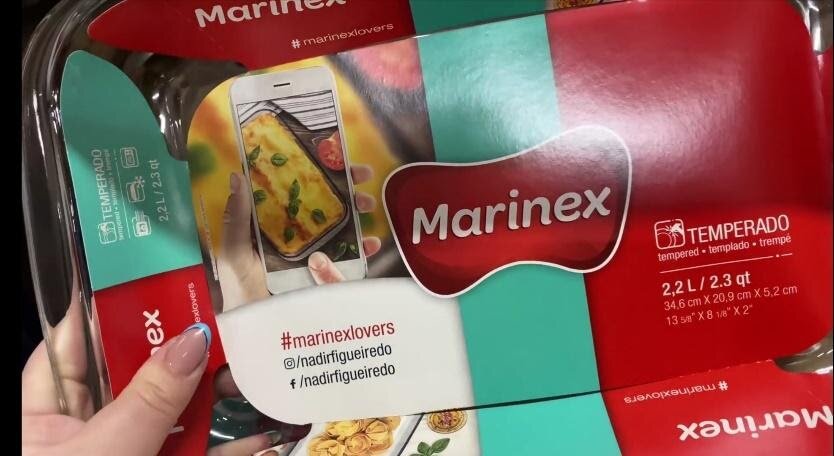 Marinex
#marinexlovers
TEMPERADO
tempered • templado • trempé
2,2 L / 2.3 qt
Marinex
TEMPERADO
tempered • templado • trempé
2,2 L / 2.3 qt
34,6 cm X 20,9 cm X 5,2 cm
13 5/8" X 8 1/8" X 2"
#marinexlovers
/nadirfigueiredo
/nadirfigueiredo
#marinexlovers
Marinex